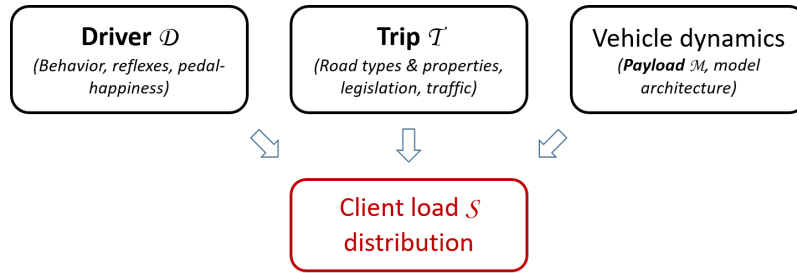 Driver 𝒟
(Behavior, reflexes, pedal-
happiness)
Trip 𝒯
(Road types & properties,
legislation, traffic)
Vehicle dynamics
(Payload ℳ, model
architecture)
Client load 𝒮
distribution